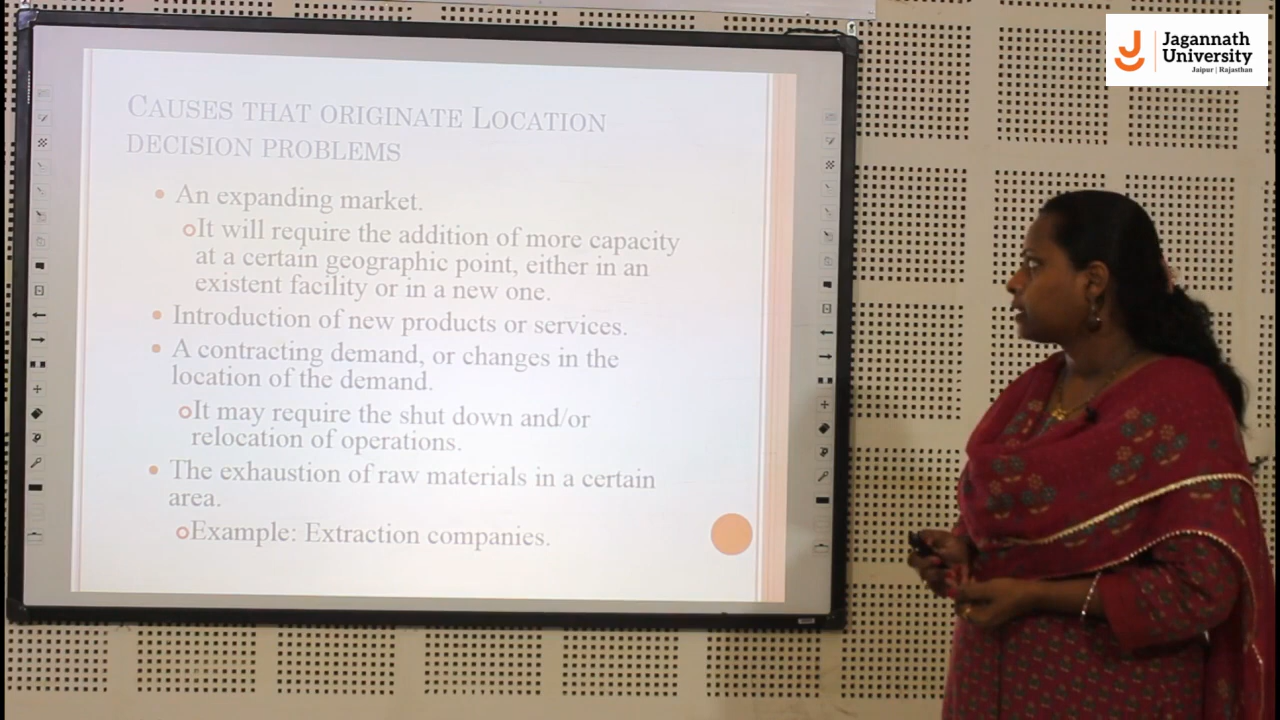 Jagannath
University
Jaipur | Rajasthan
CAUSES THAT ORIGINATE LOCATION
DECISION PROBLEMS
An expanding market.
It will require the addition of more capacity
at a certain geographic point, either in an
existent facility or in a new one.
Introduction of new products or services.
A contracting demand, or changes in the
location of the demand.
It may require the shut down and/or
relocation of operations.
The exhaustion of raw materials in a certain
area.
Example: Extraction companies.